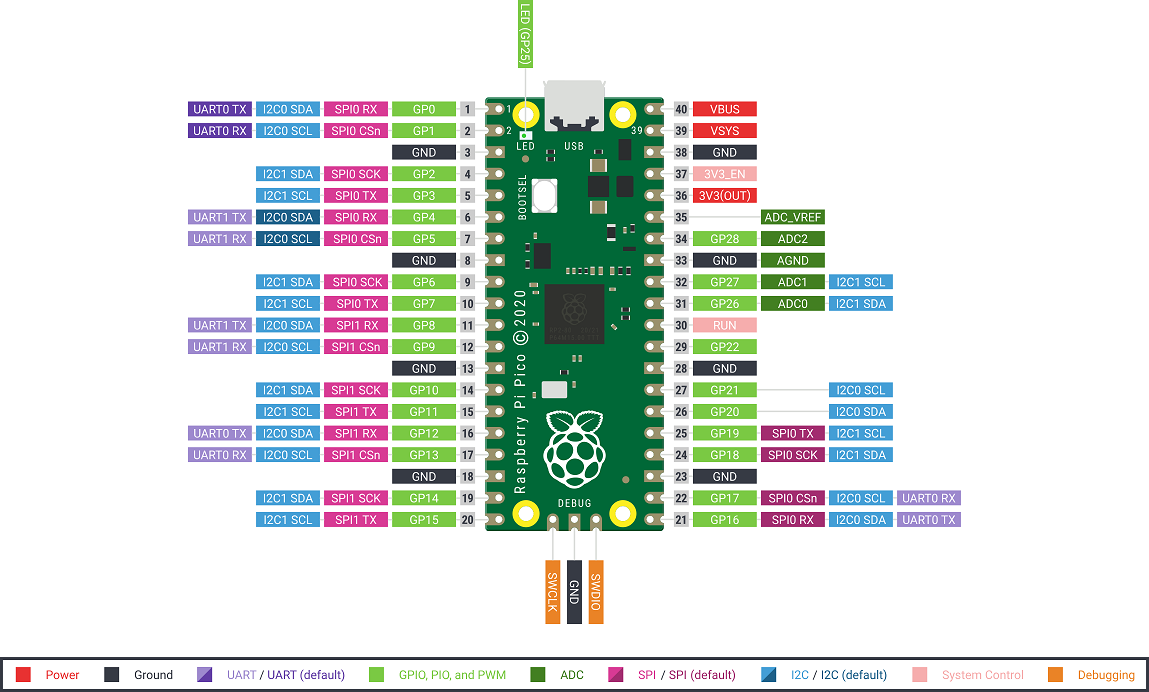 LED (GP25)
UART0 TX I2C0 SDA SPI0 RX GP0 1 1 40 VBUS
UART0 RX I2C0 SCL SPI0 CSn GP1 2 2 39 39 VSYS
LED USB
GND 3 38 GND
I2C1 SDA SPI0 SCK GP2 4 37 3V3_EN
I2C1 SCL SPI0 TX GP3 5 36 3V3(OUT)
BOOTSEL
UART1 TX I2C0 SDA SPI0 RX GP4 6 35 ADC_VREF
UART1 RX I2C0 SCL SPI0 CSn GP5 7 34 GP28 ADC2
GND 8 33 GND AGND
I2C1 SDA SPI0 SCK GP6 9 32 GP27 ADC1 I2C1 SCL
I2C1 SCL SPI0 TX GP7 10 31 GP26 ADC0 I2C1 SDA
UART1 TX I2C0 SDA SPI1 RX GP8 11 30 RUN
UART1 RX I2C0 SCL SPI1 CSn GP9 12 29 GP22
GND 13 28 GND
Raspberry Pi Pico © 2020
I2C1 SDA SPI1 SCK GP10 14 27 GP21 I2C0 SCL
I2C1 SCL SPI1 TX GP11 15 26 GP20 I2C0 SDA
UART0 TX I2C0 SDA SPI1 RX GP12 16 25 GP19 SPI0 TX I2C1 SCL
UART0 RX I2C0 SCL SPI1 CSn GP13 17 24 GP18 SPI0 SCK I2C1 SDA
GND 18 23 GND
I2C1 SDA SPI1 SCK GP14 19 22 GP17 SPI0 CSn I2C0 SCL UART0 RX
DEBUG
I2C1 SCL SPI1 TX GP15 20 21 GP16 SPI0 RX I2C0 SDA UART0 TX
SWCLK
GND
SWDIO
Power Ground UART / UART (default) GPIO, PIO, and PWM ADC SPI / SPI (default) I2C / I2C (default) System Control Debugging